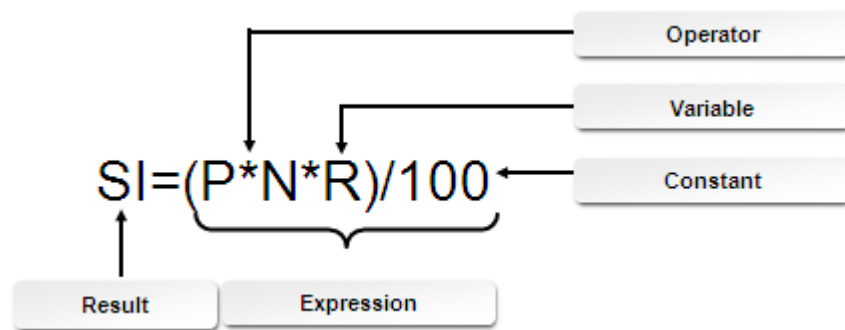 Operator
Variable
SI=(P*N*R)/100
Constant
Result
Expression